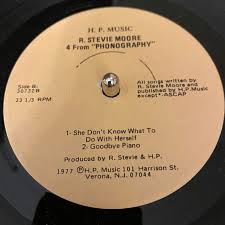 H. P. MUSIC
R. STEVIE MOORE
4 From "PHONOGRAPHY"
Side B:
30732B
33 1/3 RPM
All songs written by
R. Stevie Moore and
published by H.P.Music
except*-ASCAP
1- She Don't Know What To
Do With Herself
2- Goodbye Piano
Produced by R. Stevie & H.P.
1977 Ⓟ H.P. Music 101 Harrison St.
Verona, N.J. 07044